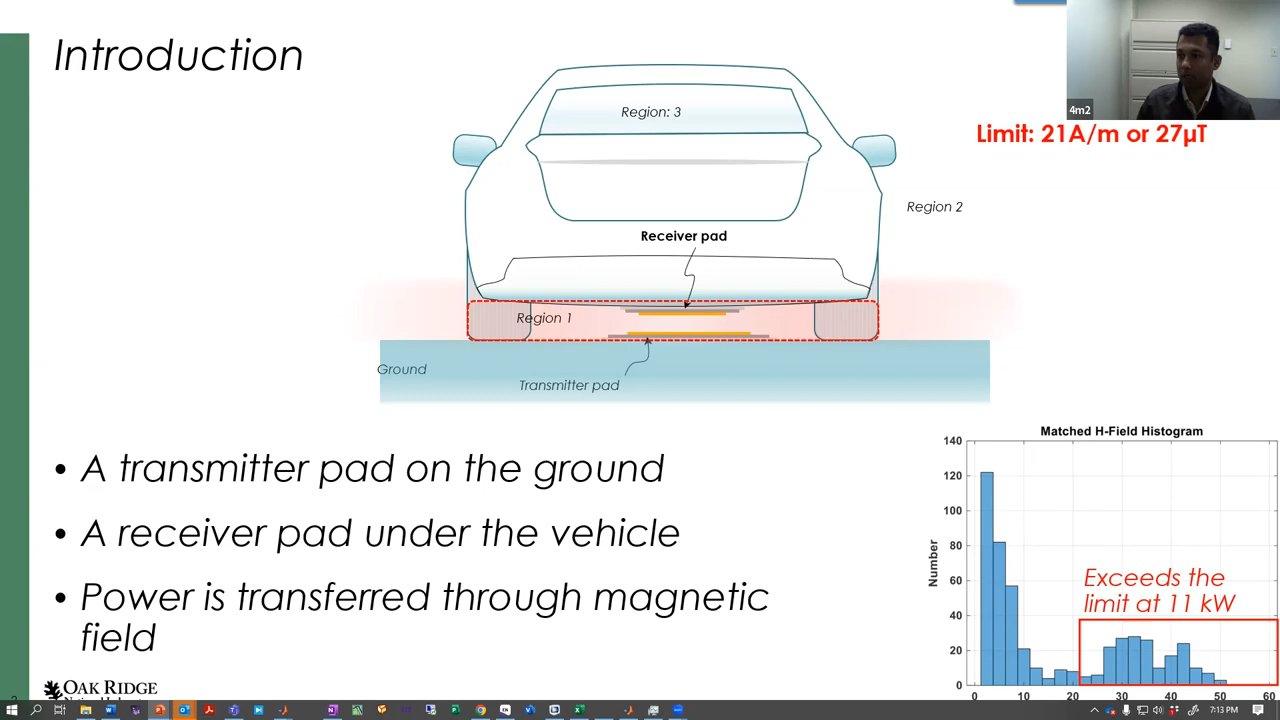 Introduction
4m2
Region: 3
Limit: 21A/m or 27µT
Region 2
Receiver pad
Region 1
Ground
Transmitter pad
• A transmitter pad on the ground
• A receiver pad under the vehicle
• Power is transferred through magnetic
field
Matched H-Field Histogram
140
120
100
80
60
40
20
0
Number
Exceeds the
limit at 11 kW
0 10 20 30 40 50 60
OAK RIDGE
7:13 PM